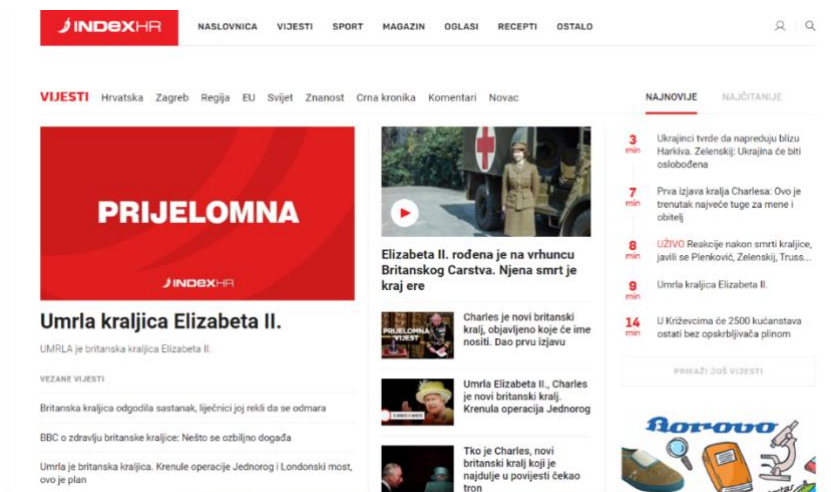 INDEXHR
NASLOVNICA VIJESTI SPORT MAGAZIN OGLASI RECEPTI OSTALO
VIJESTI Hrvatska Zagreb Regija EU Svijet Znanost Crna kronika Komentari Novac
PRIJELOMNA
INDEXHR
Umrla kraljica Elizabeta II.
UMRLA je britanska kraljica Elizabeta II.
VEZANE VIJESTI
Britanska kraljica odgodila sastanak, liječnici joj rekli da se odmara
BBC o zdravlju britanske kraljice: Nešto se ozbiljno događa
Umrla je britanska kraljica. Krenule operacije Jednorog i Londonski most,
ovo je plan
Elizabeta II. rođena je na vrhuncu
Britanskog Carstva. Njena smrt je
kraj ere
PRIJELOMNA
VIJEST
Charles je novi britanski
kralj, objavljeno koje će ime
nositi. Dao prvu izjavu
Umrla Elizabeta II., Charles
je novi britanski kralj.
Krenula operacija Jednorog
Tko je Charles, novi
britanski kralj koji je
najdulje u povijesti čekao
tron
NAJNOVIJE NAJČITANIJE
3 min
Ukrajinci tvrde da napreduju blizu
Harkiva. Zelenskij: Ukrajina će biti
oslobođena
7 min
Prva izjava kralja Charlesa: Ovo je
trenutak najveće tuge za mene i
obitelj
8 min
UŽIVO Reakcije nakon smrti kraljice,
javili se Plenković, Zelenskij, Truss...
9 min
Umrla kraljica Elizabeta II.
14 min
U Križevcima će 2500 kućanstava
ostati bez opskrbljivača plinom
PRIKAŽI JOŠ VIJESTI
Borovo